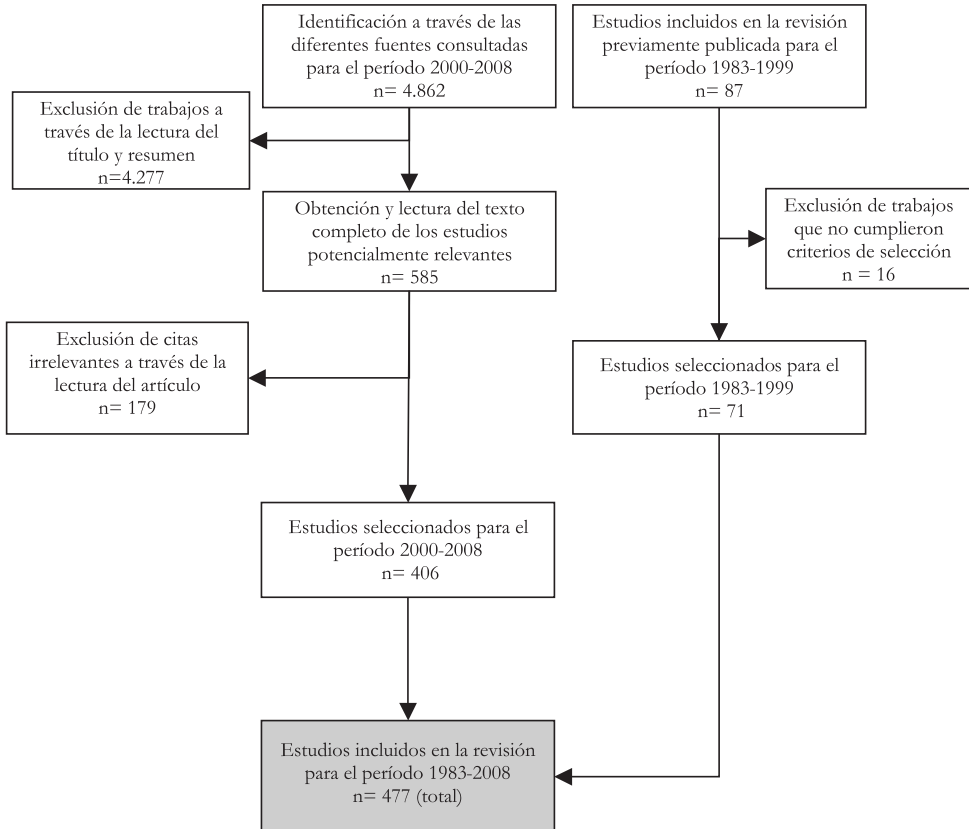 Identificación a través de las
diferentes fuentes consultadas
para el período 2000-2008
n= 4.862
Estudios incluidos en la revisión
previamente publicada para el
período 1983-1999
n= 87
Exclusión de trabajos a
través de la lectura del
título y resumen
n=4.277
Obtención y lectura del texto
completo de los estudios
potencialmente relevantes
n= 585
Exclusión de trabajos
que no cumplieron
criterios de selección
n = 16
Exclusión de citas
irrelevantes a través de la
lectura del artículo
n= 179
Estudios seleccionados para el
período 1983-1999
n= 71
Estudios seleccionados para el
período 2000-2008
n= 406
Estudios incluidos en la revisión
para el período 1983-2008
n= 477 (total)